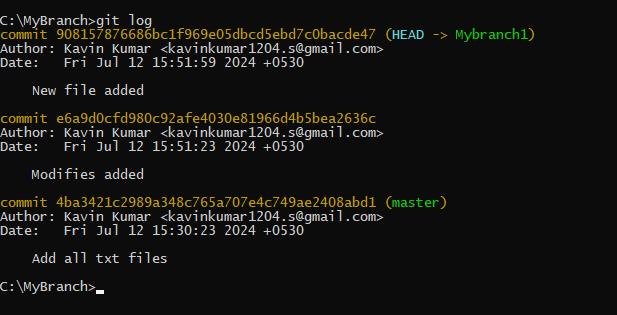 C:\MyBranch>git log
commit 908157876686bc1f969e05dbcd5ebd7c0bacde47 (HEAD -> Mybranch1)
Author: Kavin Kumar <kavinkumar1204.s@gmail.com>
Date:   Fri Jul 12 15:51:59 2024 +0530
New file added
commit e6a9d0cfd980c92afe4030e81966d4b5bea2636c
Author: Kavin Kumar <kavinkumar1204.s@gmail.com>
Date:   Fri Jul 12 15:51:23 2024 +0530
Modifies added
commit 4ba3421c2989a348c765a707e4c749ae2408abd1 (master)
Author: Kavin Kumar <kavinkumar1204.s@gmail.com>
Date:   Fri Jul 12 15:30:23 2024 +0530
Add all txt files
C:\MyBranch>